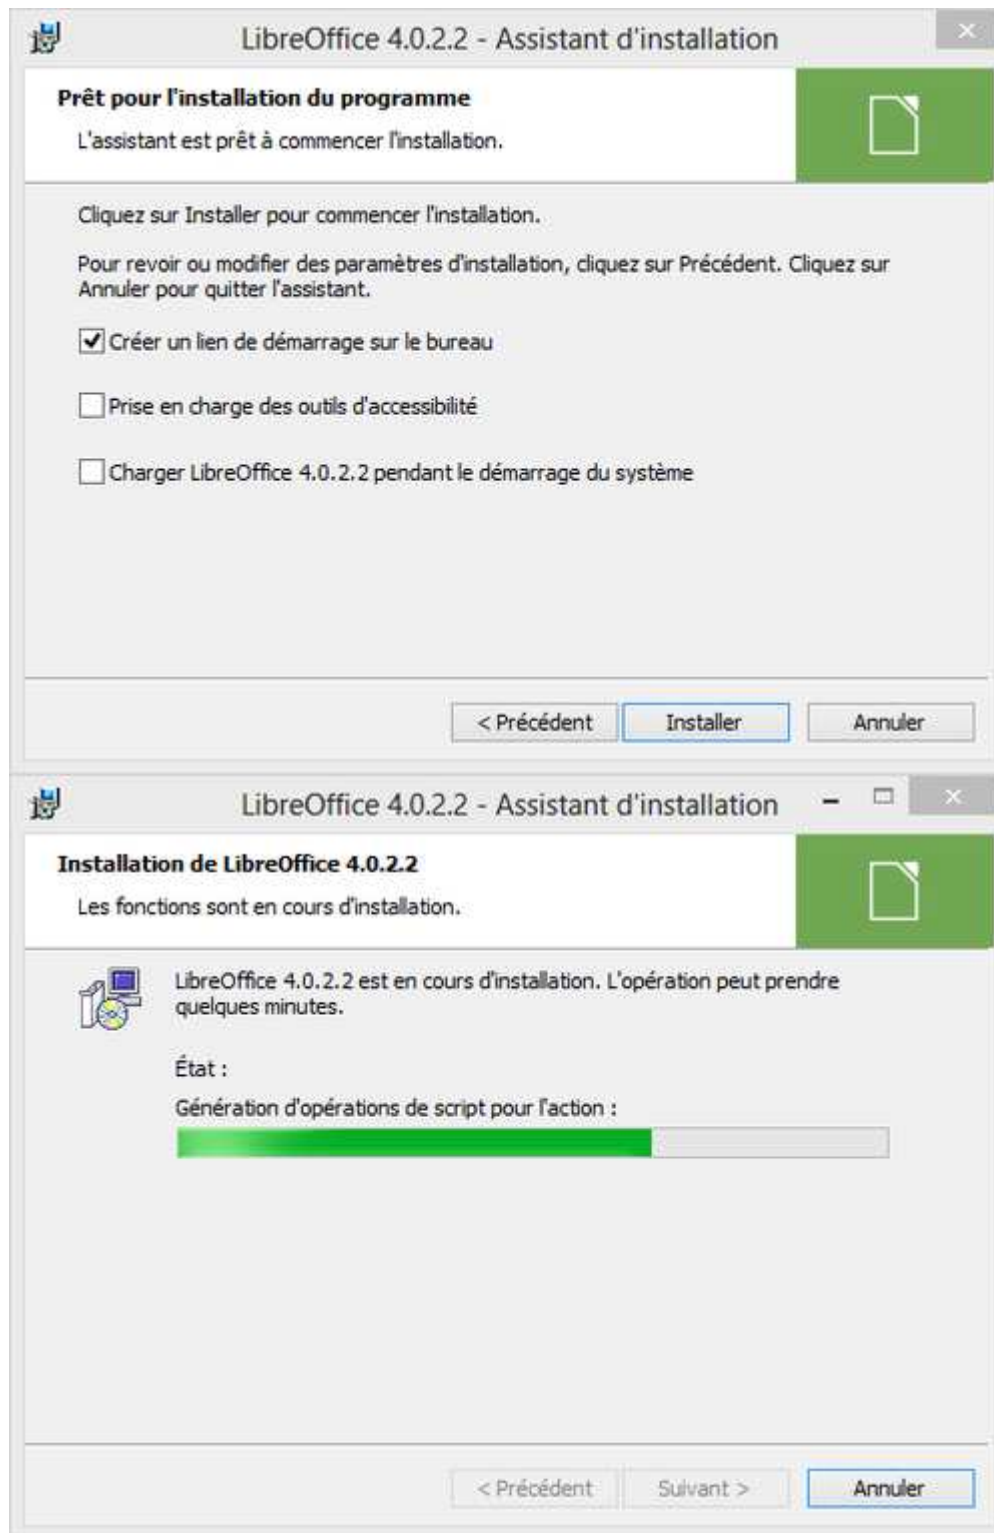 LibreOffice 4.0.2.2 - Assistant d'installation
Prêt pour l'installation du programme
L'assistant est prêt à commencer l'installation.
Cliquez sur Installer pour commencer l'installation.
Pour revoir ou modifier des paramètres d'installation, cliquez sur Précédent. Cliquez sur
Annuler pour quitter l'assistant.
Créer un lien de démarrage sur le bureau
Prise en charge des outils d'accessibilité
Charger LibreOffice 4.0.2.2 pendant le démarrage du système
< Précédent Installer Annuler
LibreOffice 4.0.2.2 - Assistant d'installation
Installation de LibreOffice 4.0.2.2
Les fonctions sont en cours d'installation.
LibreOffice 4.0.2.2 est en cours d'installation. L'opération peut prendre
quelques minutes.
État :
Génération d'opérations de script pour l'action :
< Précédent Suivant > Annuler